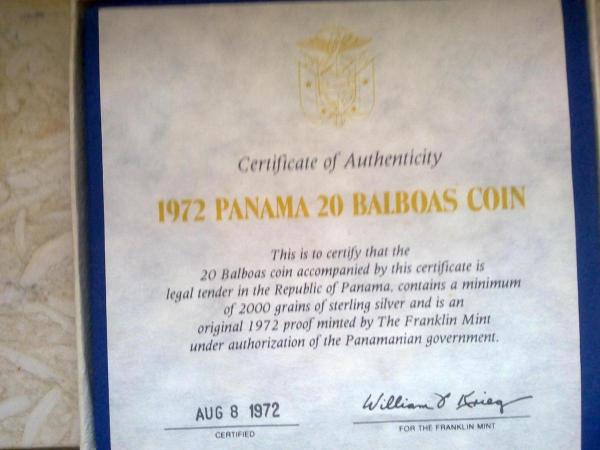 Certificate of Authenticity
1972 PANAMA 20 BALBOAS COIN
This is to certify that the
20 Balboas coin accompanied by this certificate is
legal tender in the Republic of Panama, contains a minimum
of 2000 grains of sterling silver and is an
original 1972 proof minted by The Franklin Mint
under authorization of the Panamanian government.
AUG 8 1972
CERTIFIED
William F Krieg
FOR THE FRANKLIN MINT